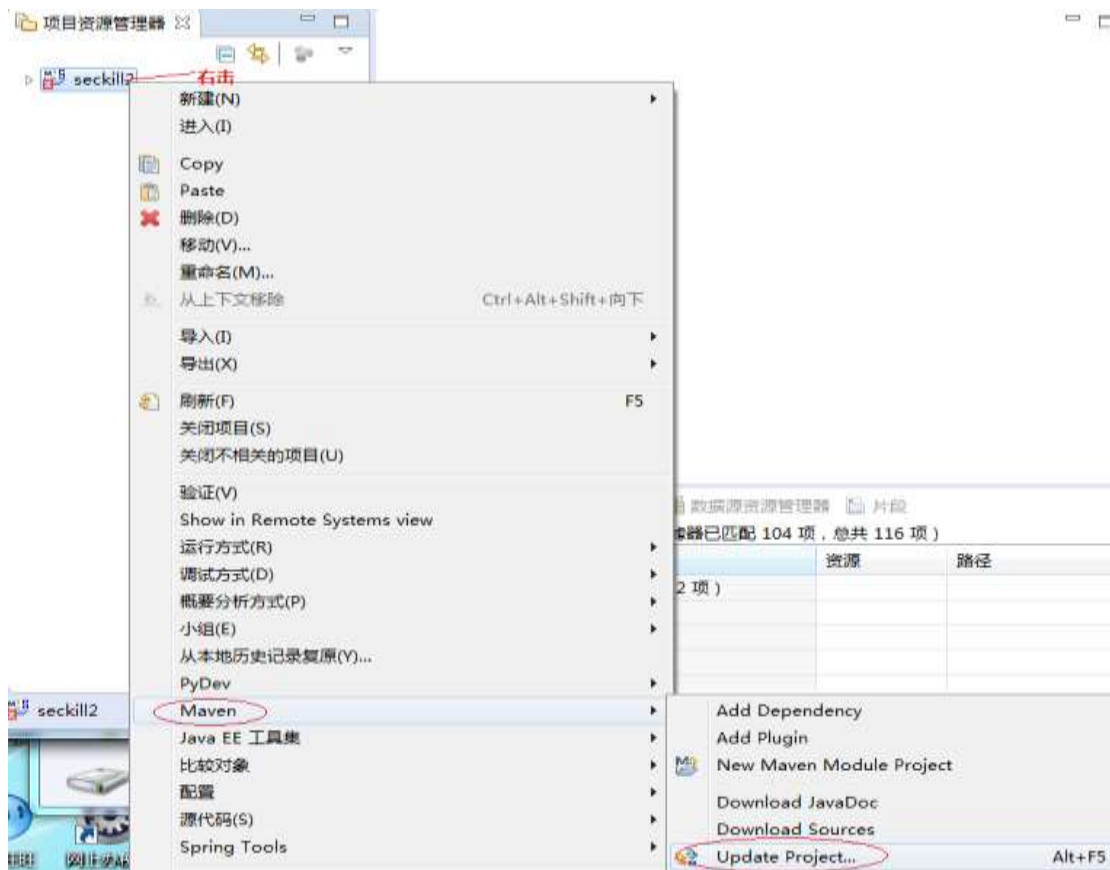 项目资源管理器
seckill2
右击
新建(N)
进入(I)
Copy
Paste
删除(D)
移动(V)...
重命名(M)...
从上下文移除 Ctrl+Alt+Shift+向下
导入(I)
导出(X)
刷新(F) F5
关闭项目(S)
关闭不相关的项目(U)
验证(V)
Show in Remote Systems view
运行方式(R)
调试方式(D)
概要分析方式(P)
小组(E)
从本地历史记录复原(Y)...
PyDev
Maven
Java EE 工具集
比较对象
配置
源代码(S)
Spring Tools
数据源资源管理器 片段
器已匹配 104 项，总共 116 项)
资源 路径
2 项)
seckill2
Add Dependency
Add Plugin
New Maven Module Project
Download JavaDoc
Download Sources
Update Project... Alt+F5